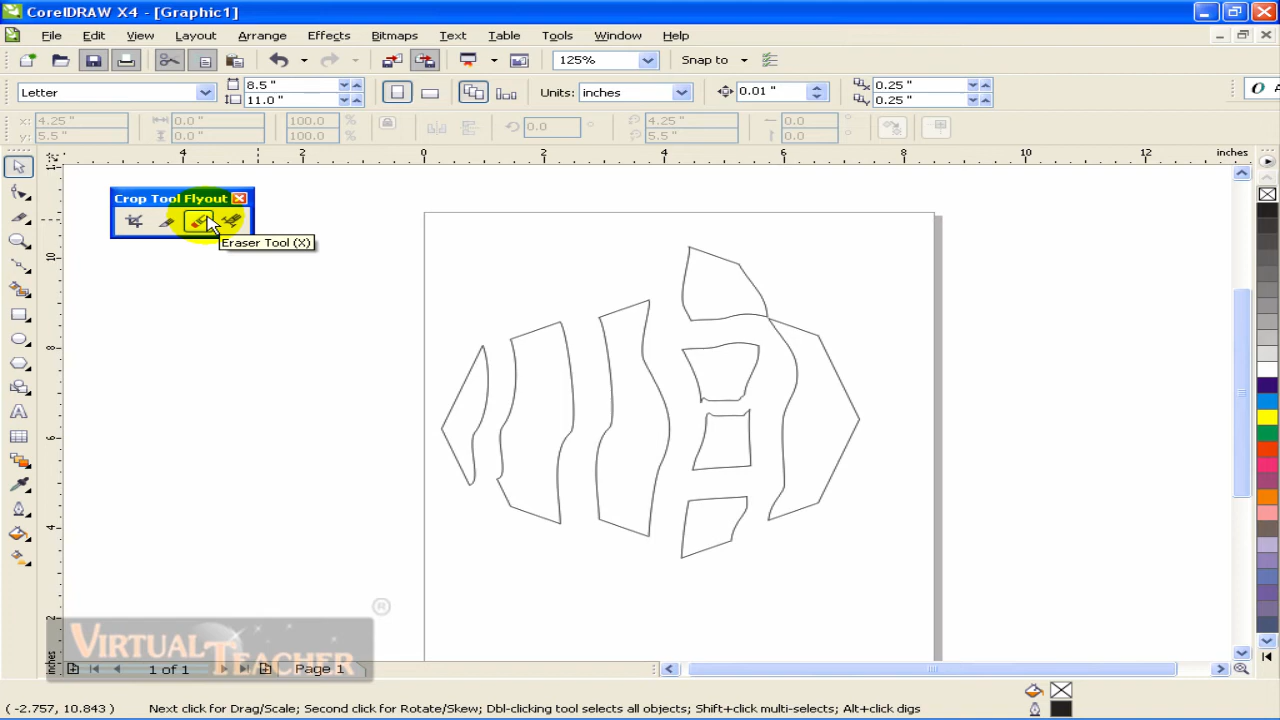 CorelDRAW X4 - [Graphic1]
File Edit View Layout Arrange Effects Bitmaps Text Table Tools Window Help
125% Snap to
Letter 8.5 " 11.0 " Units: inches 0.01 " 0.25 " 0.25 "
x: 4.25 " y: 5.5 " 0.0 " 0.0 " 100.0 100.0 % % 0.0 ° 4.25 " 5.5 " 0.0 0.0 ° °
4 2 0 2 4 6 8 10 12 inches
Crop Tool Flyout
Eraser Tool (X)
10
8
6
4
2
inches
®
VIRTUAL
TEACHER
1 of 1 Page 1
( -2.757, 10.843 ) Next click for Drag/Scale; Second click for Rotate/Skew; Dbl-clicking tool selects all objects; Shift+click multi-selects; Alt+click digs